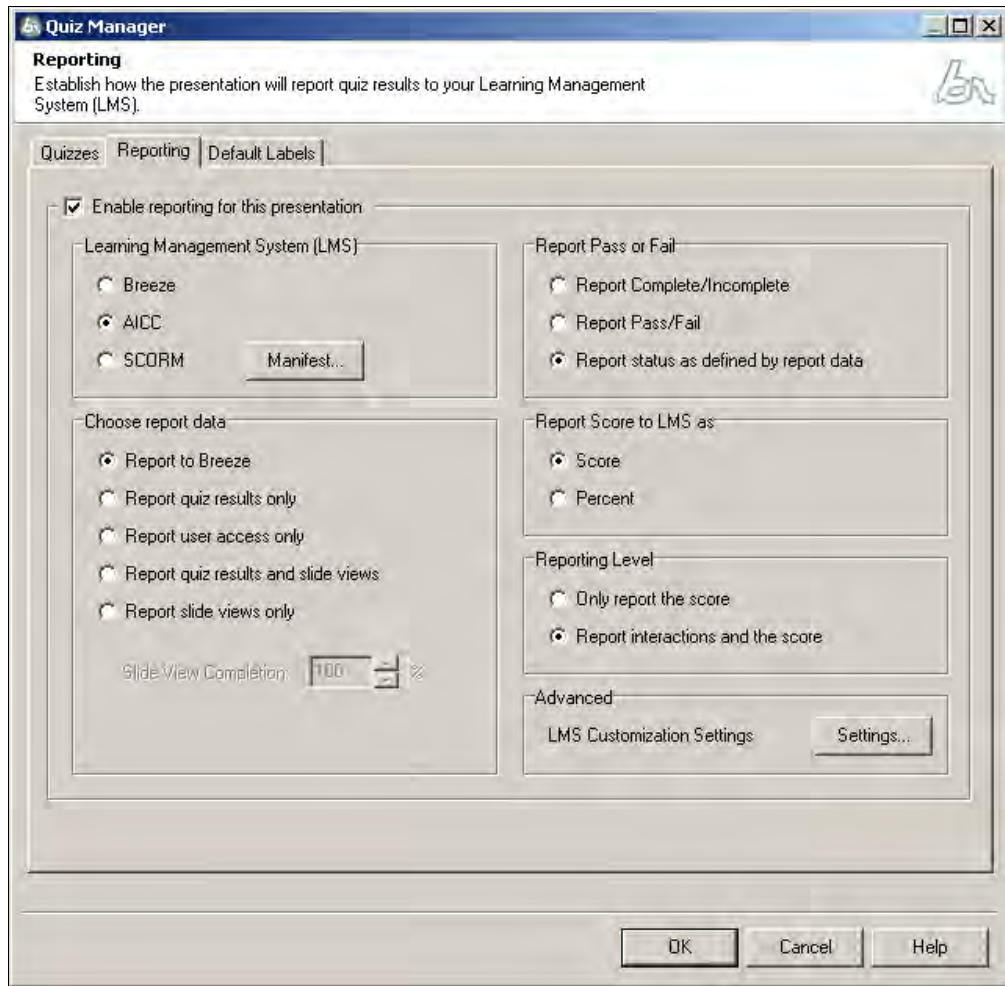 Quiz Manager
Reporting
Establish how the presentation will report quiz results to your Learning Management
System (LMS).
Quizzes
Reporting
Default Labels
Enable reporting for this presentation
Learning Management System (LMS)
Breeze
AICC
SCORM
Manifest...
Choose report data
Report to Breeze
Report quiz results only
Report user access only
Report quiz results and slide views
Report slide views only
Slide View Completion: 100 %
Report Pass or Fail
Report Complete/Incomplete
Report Pass/Fail
Report status as defined by report data
Report Score to LMS as
Score
Percent
Reporting Level
Only report the score
Report interactions and the score
Advanced
LMS Customization Settings
Settings...
OK
Cancel
Help